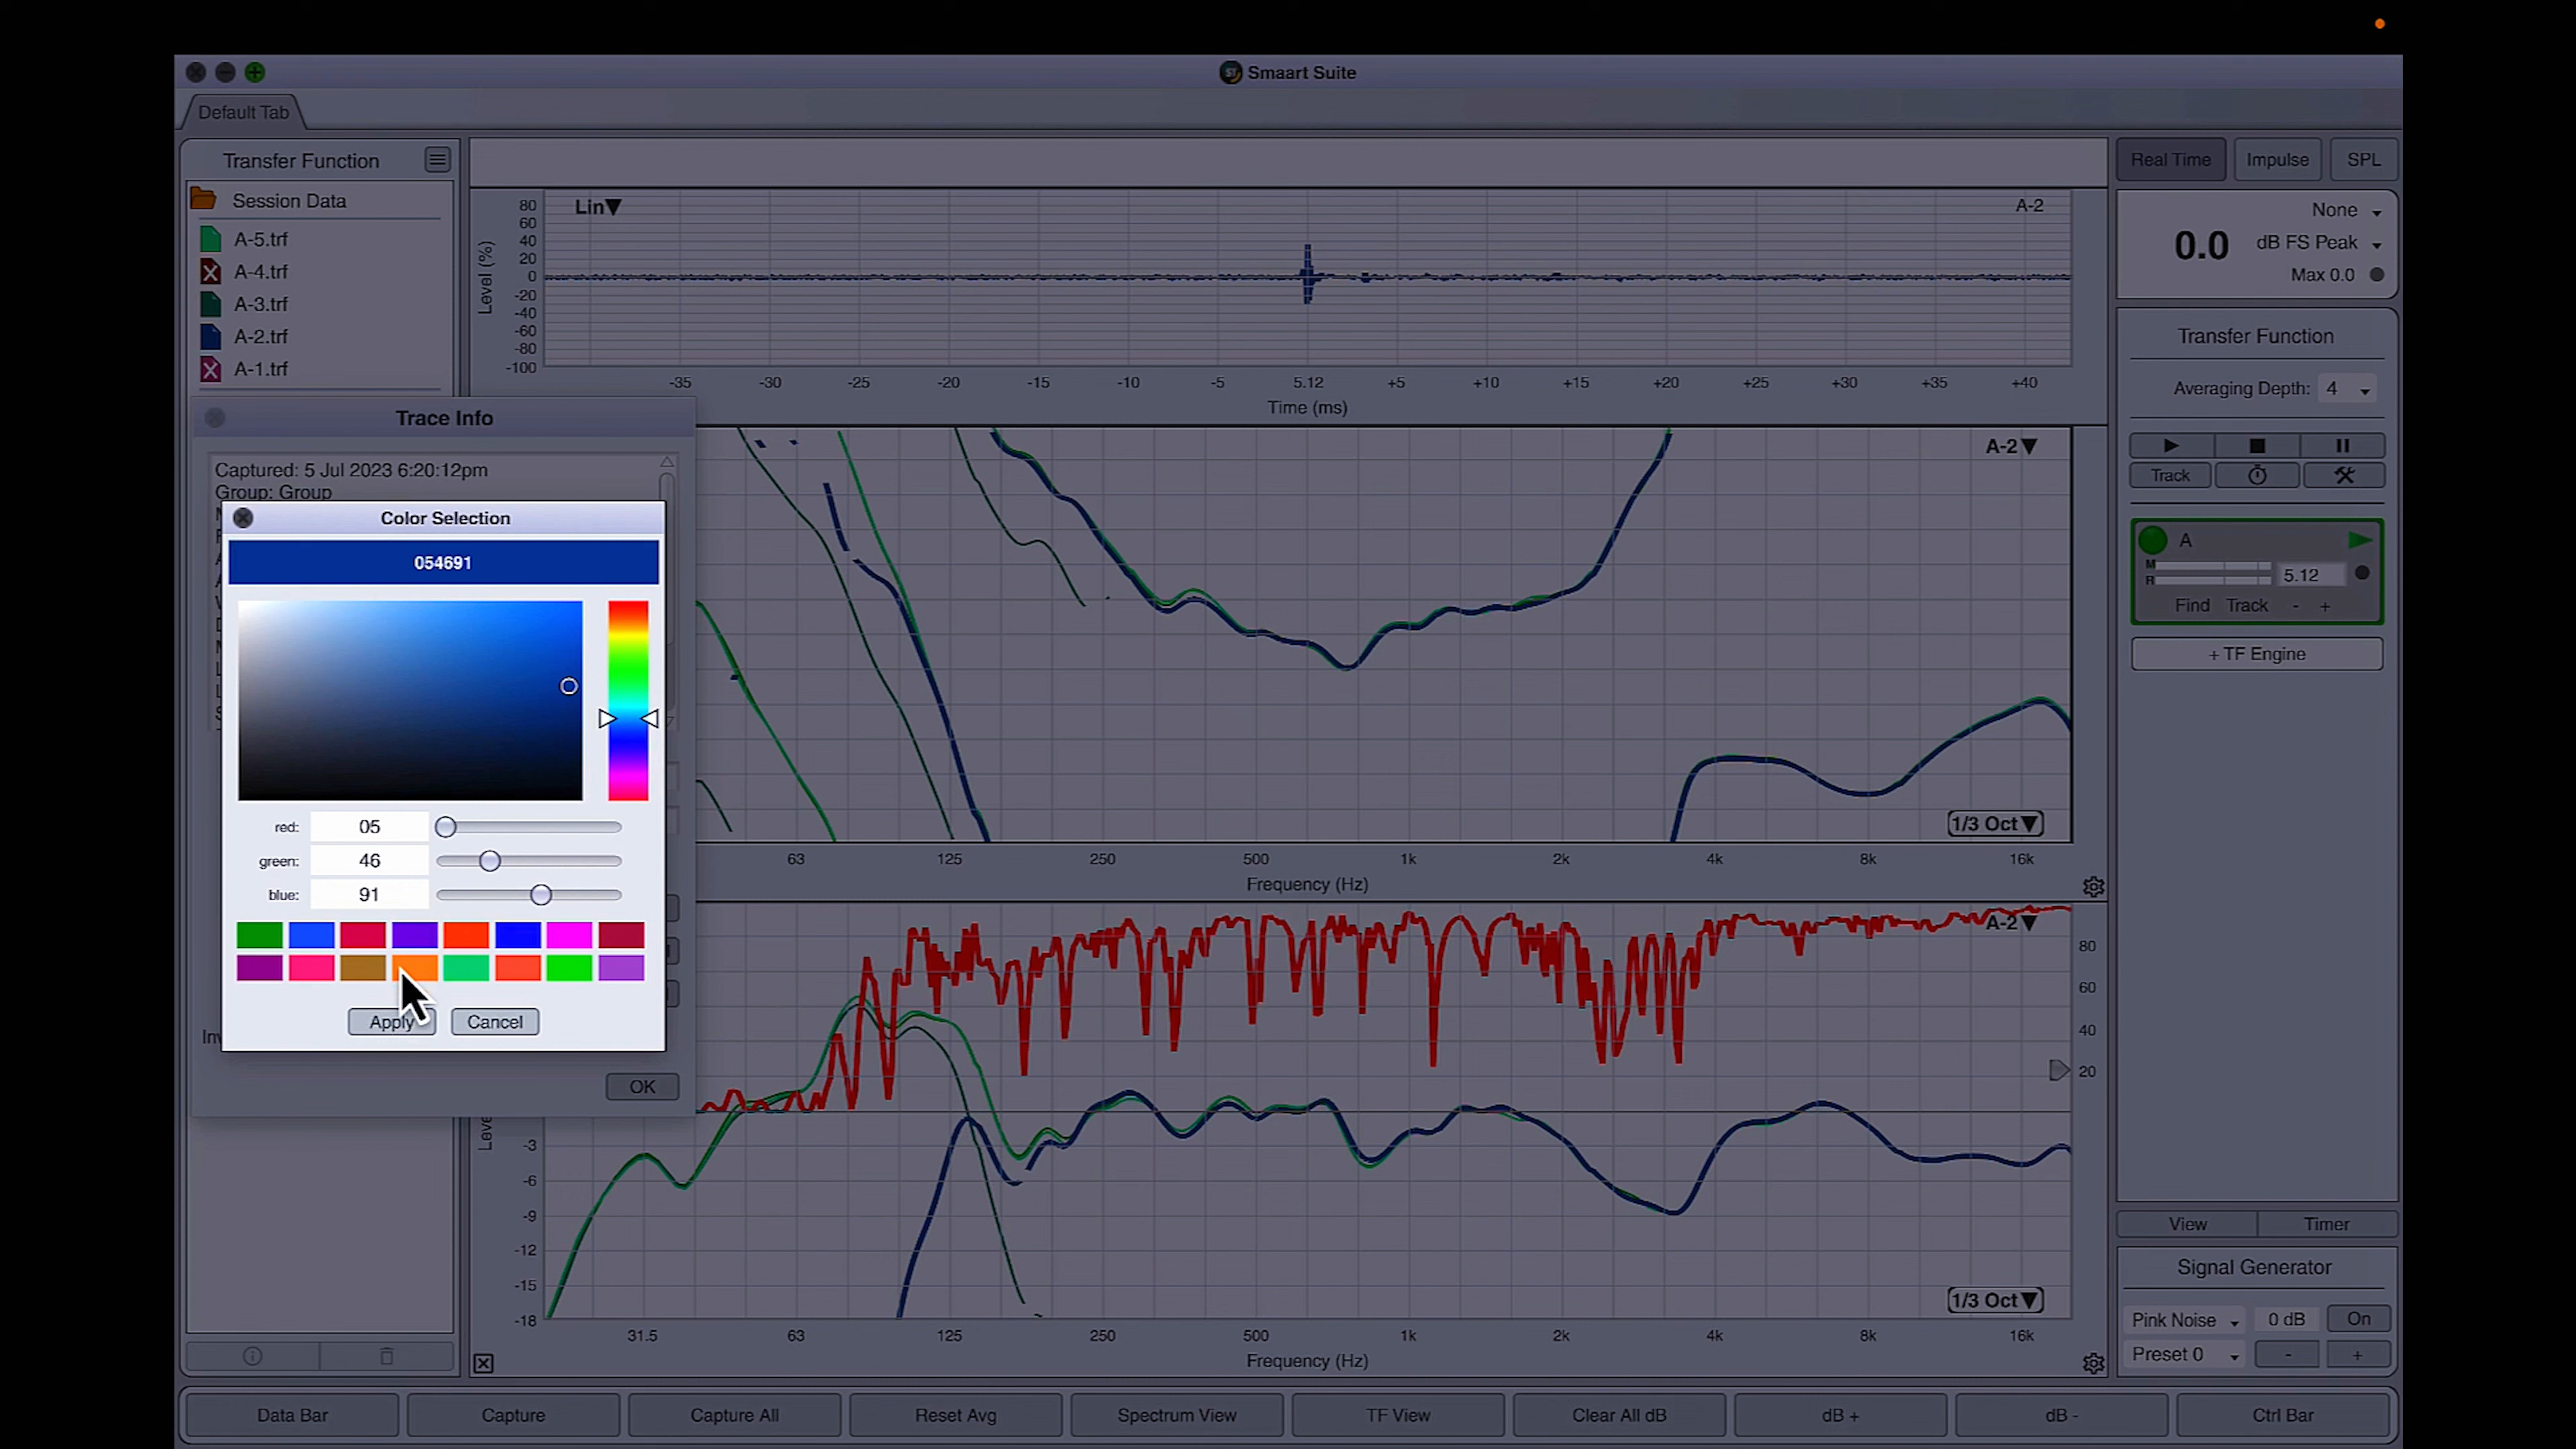 Smaart Suite
Default Tab
Transfer Function
Session Data
A-5.trf
A-4.trf
A-3.trf
A-2.trf
A-1.trf
Trace Info
Captured: 5 Jul 2023 6:20:12pm
Group: Group
Color Selection
054691
red: 05
green: 46
blue: 91
Apply Cancel
OK
Lin▼
A-2
Level (%)
80
60
40
20
0
-20
-40
-60
-80
-100
-35 -30 -25 -20 -15 -10 -5 5.12 +5 +10 +15 +20 +25 +30 +35 +40
Time (ms)
A-2▼
1/3 Oct▼
63 125 250 500 1k 2k 4k 8k 16k
Frequency (Hz)
A-2▼
80
60
40
20
-3
-6
-9
-12
-15
-18
1/3 Oct▼
31.5 63 125 250 500 1k 2k 4k 8k 16k
Frequency (Hz)
Real Time Impulse SPL
None
0.0 dB FS Peak
Max 0.0
Transfer Function
Averaging Depth: 4
Track
A
M
R
5.12
Find Track - +
+ TF Engine
View Timer
Signal Generator
Pink Noise 0 dB On
Preset 0 - +
Data Bar Capture Capture All Reset Avg Spectrum View TF View Clear All dB dB + dB - Ctrl Bar